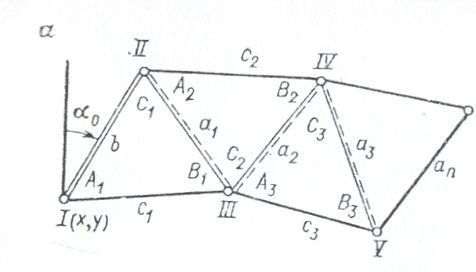 а
II
c₂
IV
A₂
B₂
α₀
C₁
a₁
C₃
b
C₂
a₂
a₃
aₙ
A₁
B₁
A₃
B₃
I(x,y)
c₁
III
c₃
V